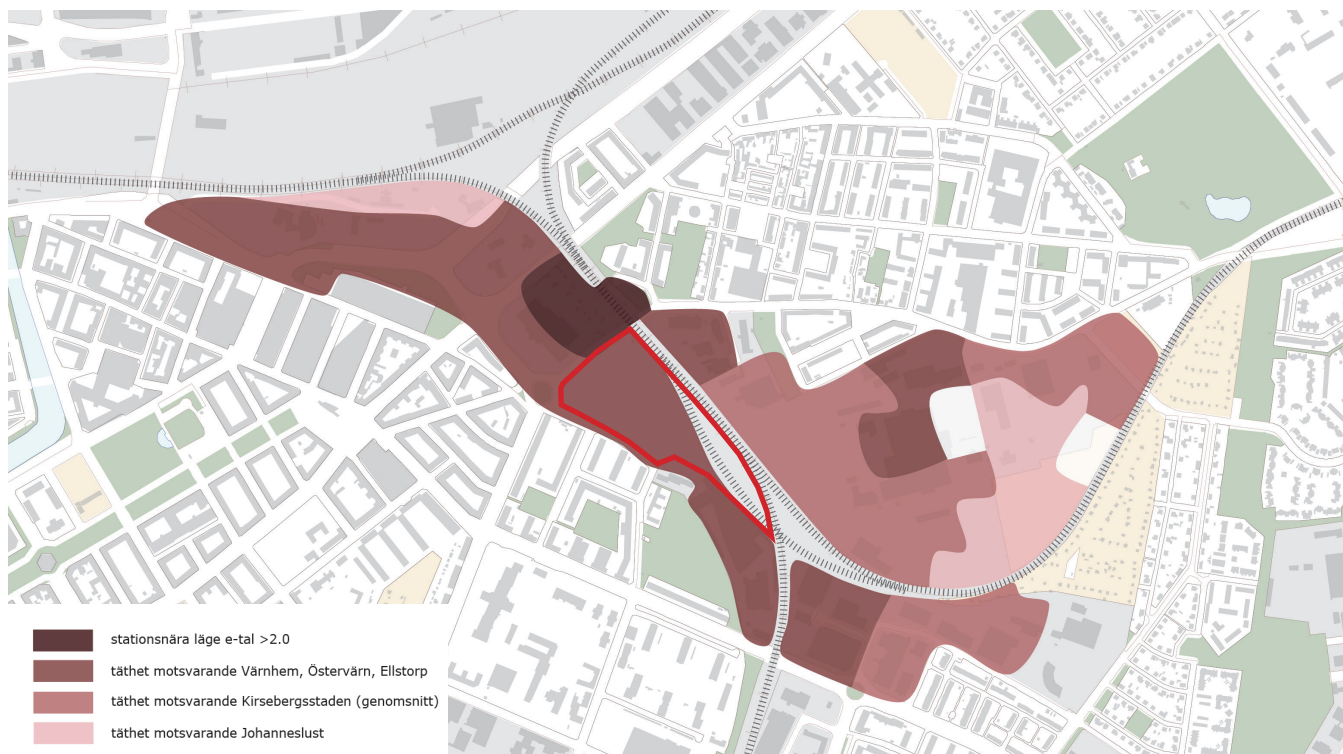 stationsnära läge e-tal >2.0
täthet motsvarande Värnhem, Östervärn, Ellstorp
täthet motsvarande Kirsebergsstaden (genomsnitt)
täthet motsvarande Johanneslust